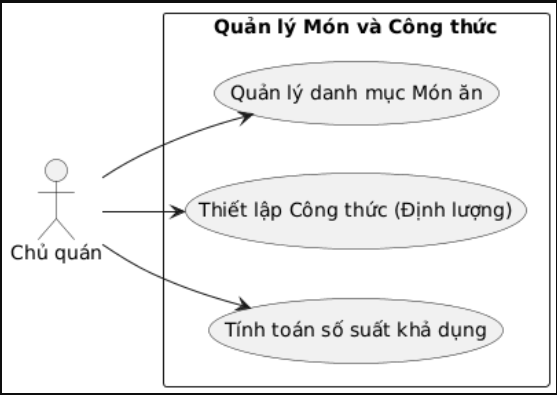 Quản lý Món và Công thức
Quản lý danh mục Món ăn
Thiết lập Công thức (Định lượng)
Chủ quán
Tính toán số suất khả dụng